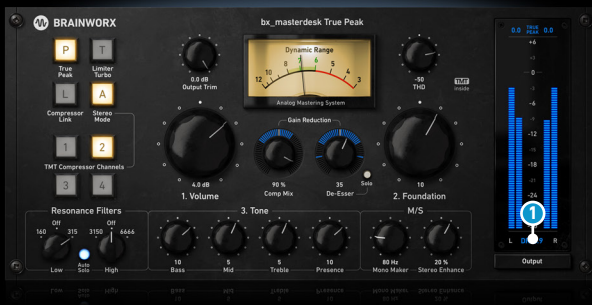 BRAINWORX
bx_masterdesk True Peak
P
True
Peak
T
Limiter
Turbo
L
Compressor
Link
A
Stereo
Mode
1
2
TMT Compressor Channels
3
4
0.0 dB
Output Trim
Dynamic Range
12 10 8 7 6 5 4 3
Analog Mastering System
-50
THD
TMT
inside
4.0 dB
1. Volume
Gain Reduction
90 %
Comp Mix
35
De-Esser
Solo
10
2. Foundation
Resonance Filters
Off
160 315
Low
Auto
Solo
Off
3150 6666
High
3. Tone
10
Bass
5
Mid
5
Treble
10
Presence
M/S
80 Hz
Mono Maker
20 %
Stereo Enhance
0.0 TRUE PEAK 0.0
+6
+3
0
-3
-6
-9
-12
-18
-24
1
L
R
Output